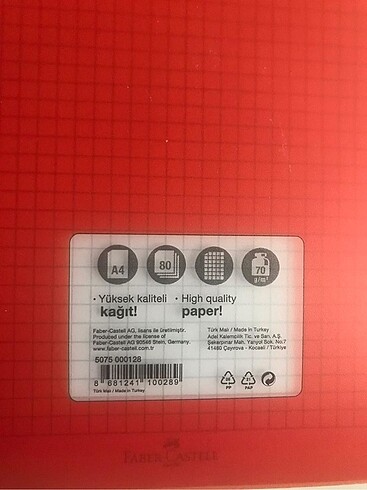 A4
80
70
g/m²
· Yüksek kaliteli
kağıt!
· High quality
paper!
Faber-Castell AG, lisans ile üretilmiştir.
Produced under the license of
Faber-Castell AG 90546 Stein, Germany.
www.faber-castell.com.tr
Türk Malı / Made in Turkey
Adel Kalemcilik Tic. ve San. A.Ş.
Şekerpınar Mah. Yanyol Sok. No.7
41480 Çayırova - Kocaeli / Türkiye
5075 000128
8 681241 100289
Türk Malı / Made in Turkey
PP
PAP
FABER-CASTELL